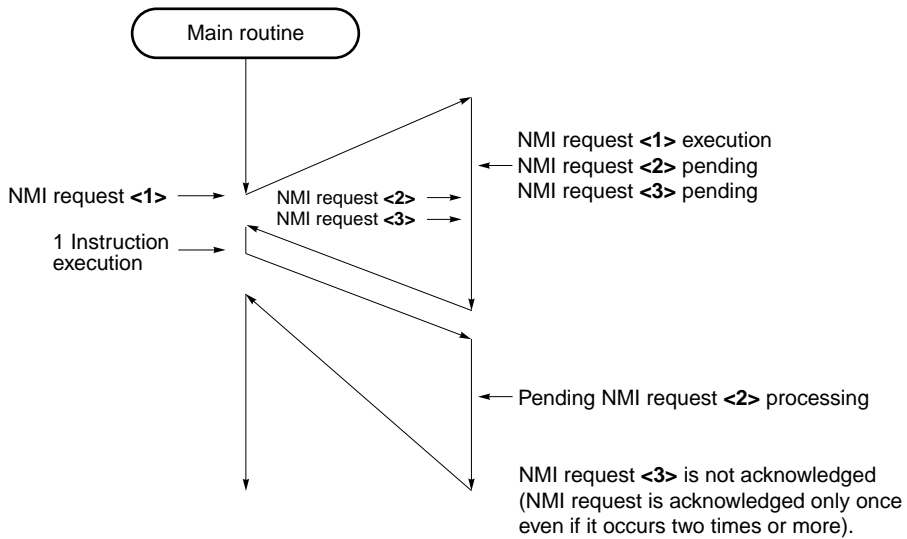 Main routine
NMI request <1> execution
NMI request <2> pending
NMI request <3> pending
NMI request <1>
NMI request <2>
NMI request <3>
1 Instruction
execution
Pending NMI request <2> processing
NMI request <3> is not acknowledged
(NMI request is acknowledged only once
even if it occurs two times or more).